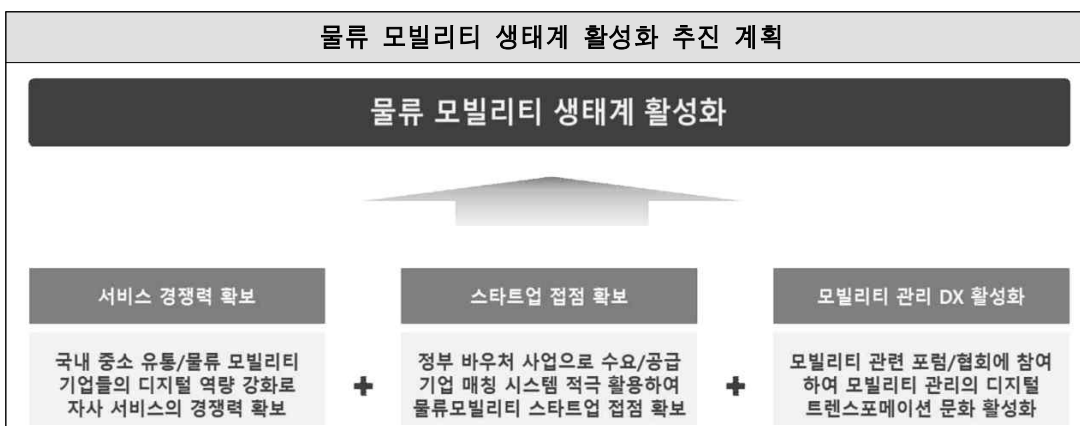 물류 모빌리티 생태계 활성화 추진 계획
물류 모빌리티 생태계 활성화
서비스 경쟁력 확보
국내 중소 유통/물류 모빌리티
기업들의 디지털 역량 강화로
자사 서비스의 경쟁력 확보
+
스타트업 접점 확보
정부 바우처 사업으로 수요/공급
기업 매칭 시스템 적극 활용하여
물류모빌리티 스타트업 접점 확보
+
모빌리티 관리 DX 활성화
모빌리티 관련 포럼/협회에 참여
하여 모빌리티 관리의 디지털
트렌스포메이션 문화 활성화